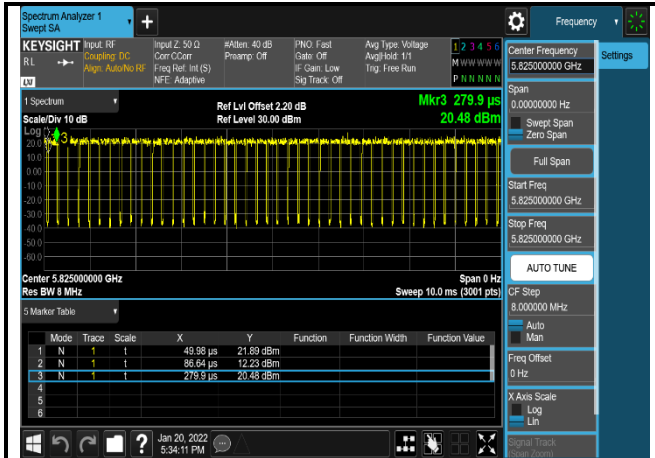 Spectrum Analyzer 1
Swept SA
Frequency
KEYSIGHT
RL
Input: RF
Coupling: DC
Align: Auto/No RF
Input Z: 50 Ω
Corr CCorr
Freq Ref: Int (S)
NFE: Adaptive
#Atten: 40 dB
Preamp: Off
PNO: Fast
Gate: Off
IF Gain: Low
Sig Track: Off
Avg Type: Voltage
Avg|Hold: 1/1
Trig: Free Run
1 2 3 4 5 6
M W W W W W
P N N N N N
LXI
1 Spectrum
Scale/Div 10 dB
Ref Lvl Offset 2.20 dB
Ref Level 30.00 dBm
Mkr3 279.9 µs
20.48 dBm
Log
3
20.0
10.0
0.00
-10.0
-20.0
-30.0
-40.0
-50.0
-60.0
Center 5.825000000 GHz
Res BW 8 MHz
Span 0 Hz
Sweep 10.0 ms (3001 pts)
5 Marker Table
Mode Trace Scale X Y Function Function Width Function Value
1 N 1 t 49.98 µs 21.89 dBm
2 N 1 t 86.64 µs 12.23 dBm
3 N 1 t 279.9 µs 20.48 dBm
4
5
6
Jan 20, 2022
5:34:11 PM
Center Frequency
5.825000000 GHz
Settings
Span
0.00000000 Hz
Swept Span
Zero Span
Full Span
Start Freq
5.825000000 GHz
Stop Freq
5.825000000 GHz
AUTO TUNE
CF Step
8.000000 MHz
Auto
Man
Freq Offset
0 Hz
X Axis Scale
Log
Lin
Signal Track
(Span Zoom)